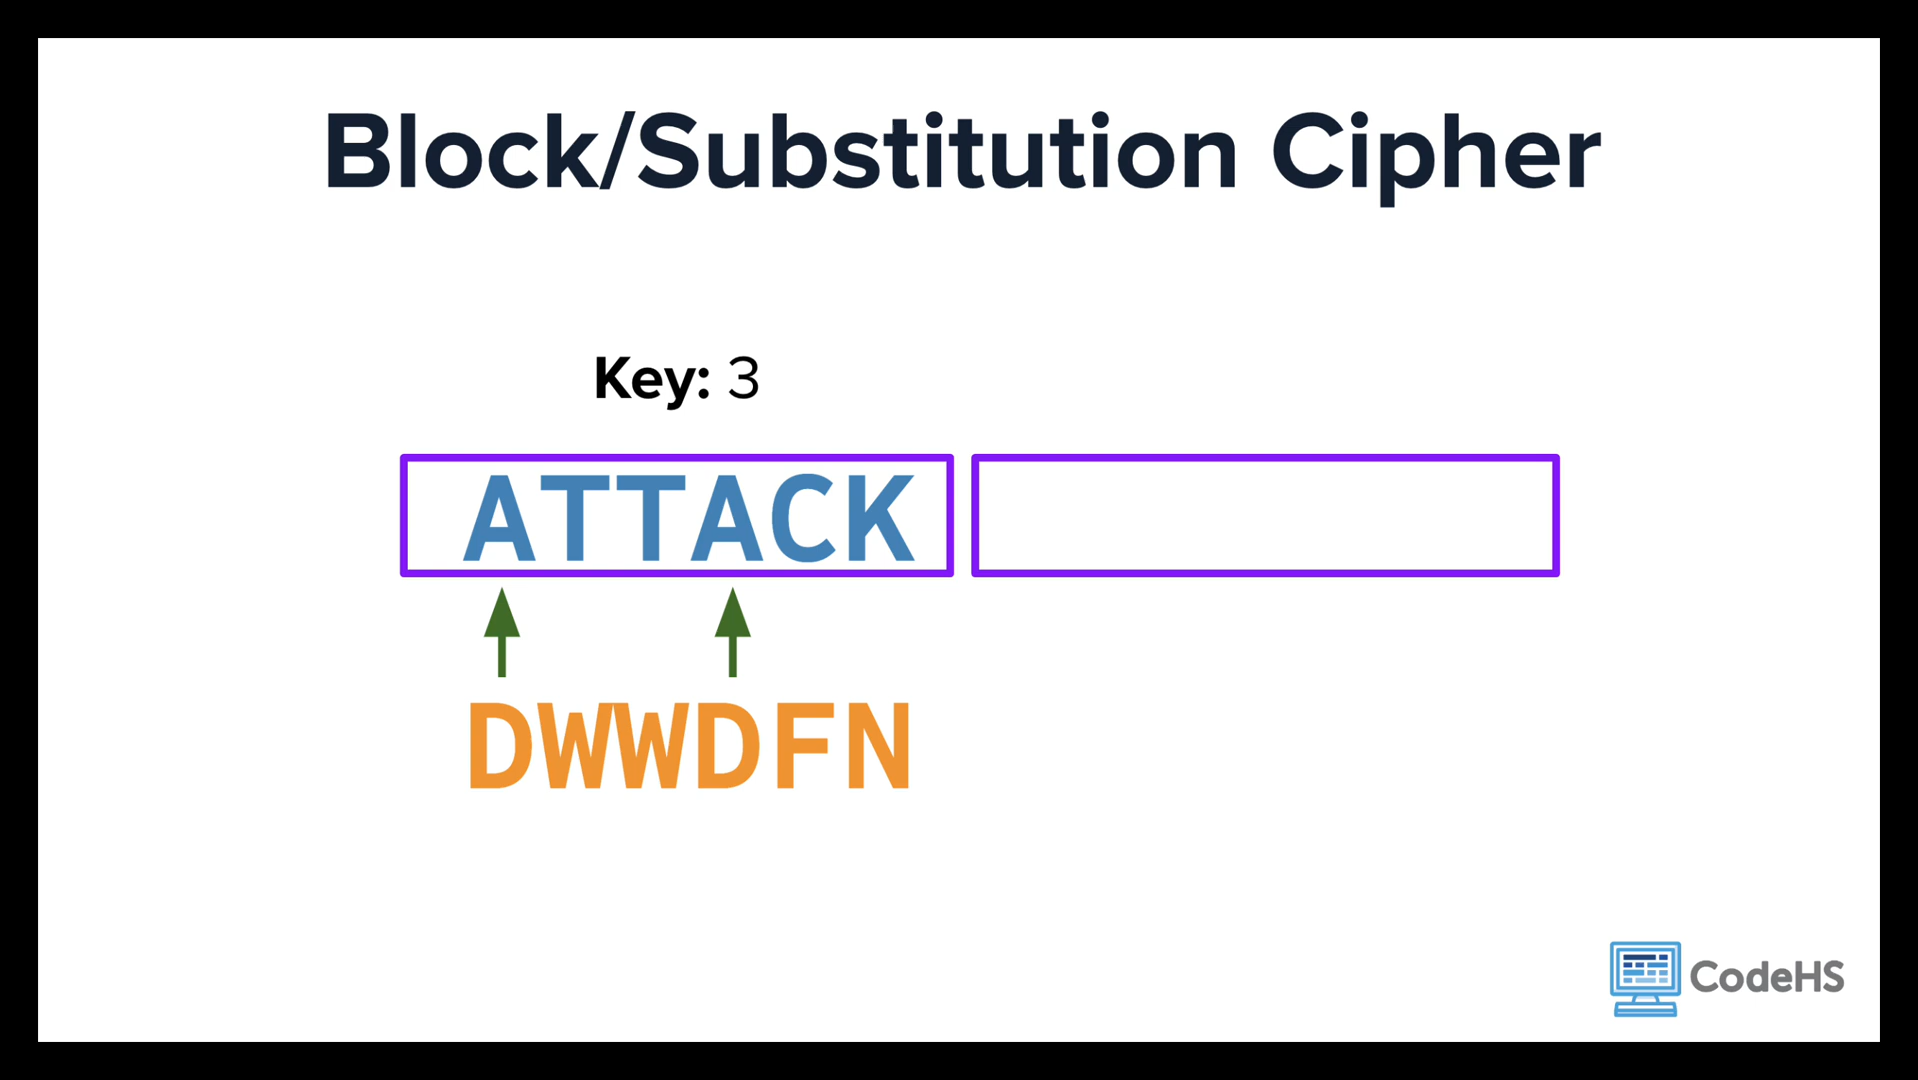 Block/Substitution Cipher
Key: 3
ATTACK
DWWDFN
CodeHS